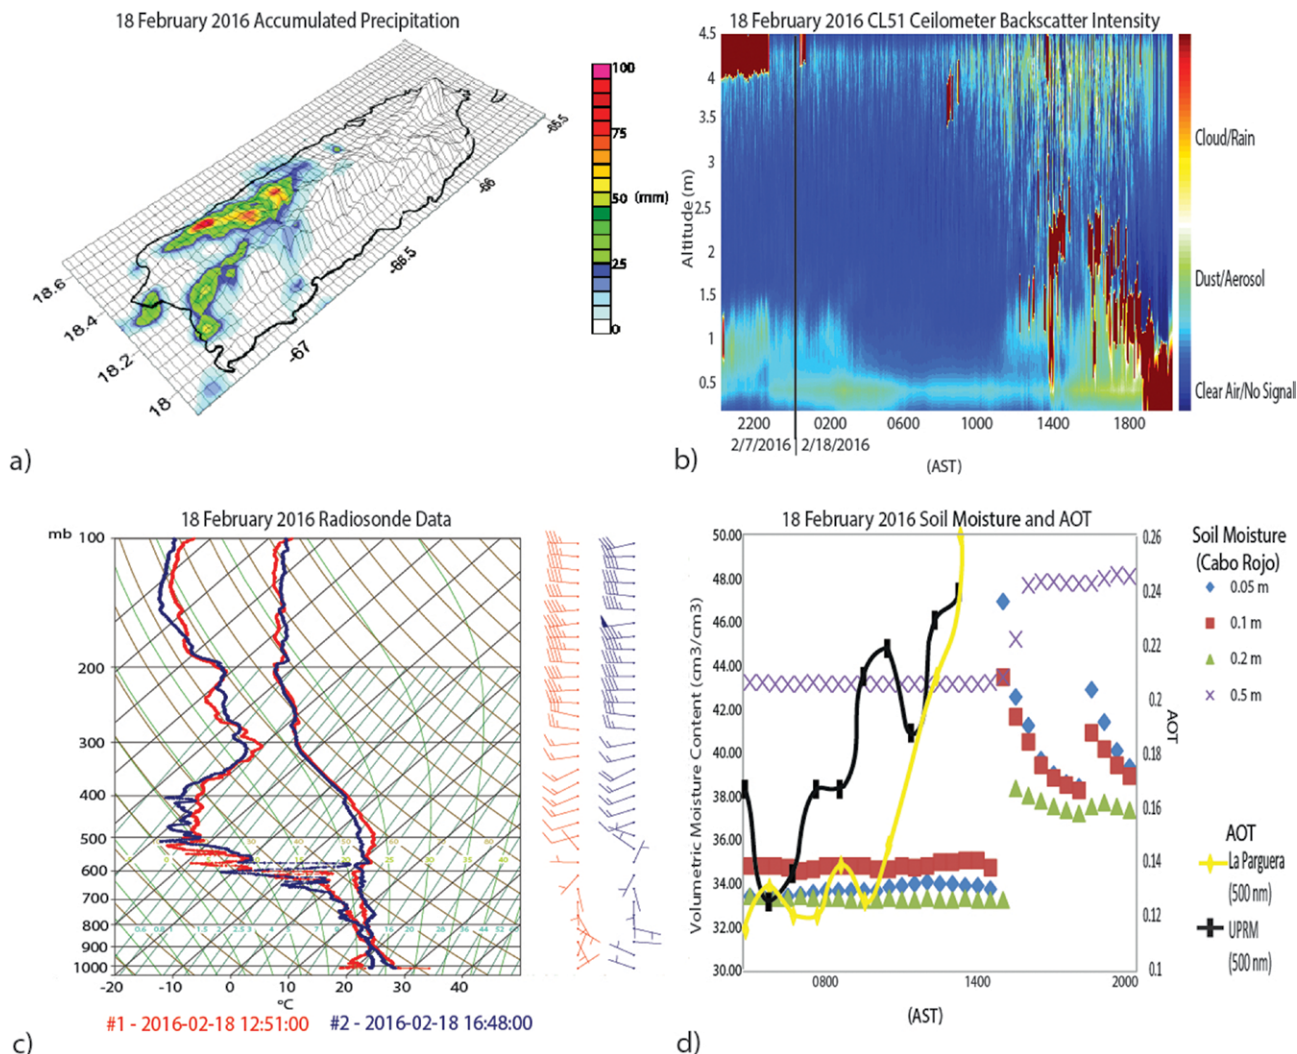 18 February 2016 Accumulated Precipitation
100
75
50 (mm)
25
0
18.6
18.4
18.2
18
-67
-66.5
-66
-65.5
a)
18 February 2016 CL51 Ceilometer Backscatter Intensity
Altitude (m)
4.5
4
3.5
3
2.5
2
1.5
1
0.5
2200
0200
0600
1000
1400
1800
2/7/2016
2/18/2016
(AST)
Cloud/Rain
Dust/Aerosol
Clear Air/No Signal
b)
18 February 2016 Radiosonde Data
mb
100
200
300
400
500
600
700
800
900
1000
-20
-10
0
10
20
30
40
°C
#1 - 2016-02-18 12:51:00
#2 - 2016-02-18 16:48:00
c)
18 February 2016 Soil Moisture and AOT
Volumetric Moisture Content (cm3/cm3)
50.00
48.00
46.00
44.00
42.00
40.00
38.00
36.00
34.00
32.00
30.00
0.26
0.24
0.22
0.2
0.18
0.16
0.14
0.12
0.1
AOT
0800
1400
2000
(AST)
Soil Moisture
(Cabo Rojo)
0.05 m
0.1 m
0.2 m
0.5 m
AOT
La Parguera
(500 nm)
UPRM
(500 nm)
d)